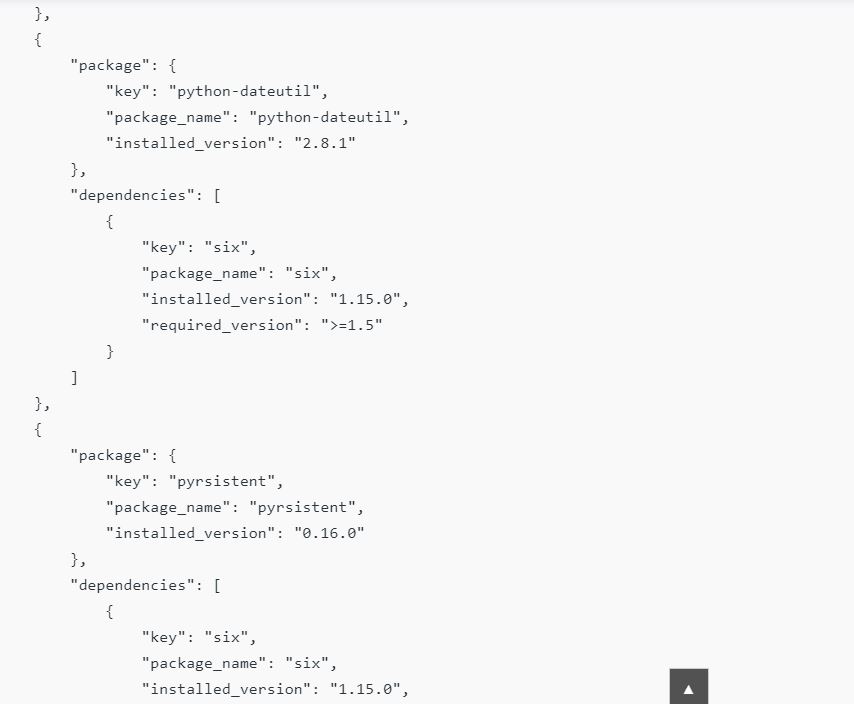 },
{
"package": {
"key": "python-dateutil",
"package_name": "python-dateutil",
"installed_version": "2.8.1"
},
"dependencies": [
{
"key": "six",
"package_name": "six",
"installed_version": "1.15.0",
"required_version": ">=1.5"
}
]
},
{
"package": {
"key": "pyrsistent",
"package_name": "pyrsistent",
"installed_version": "0.16.0"
},
"dependencies": [
{
"key": "six",
"package_name": "six",
"installed_version": "1.15.0",